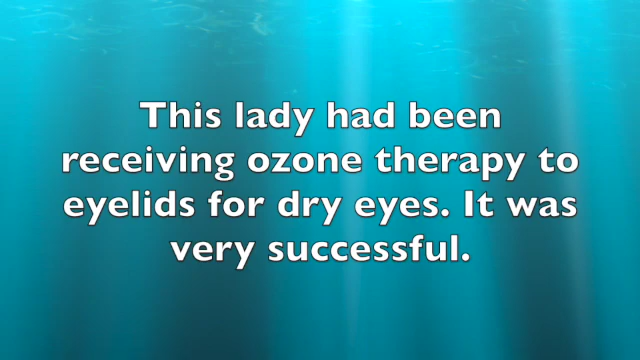 This lady had been
receiving ozone therapy to
eyelids for dry eyes. It was
very successful.